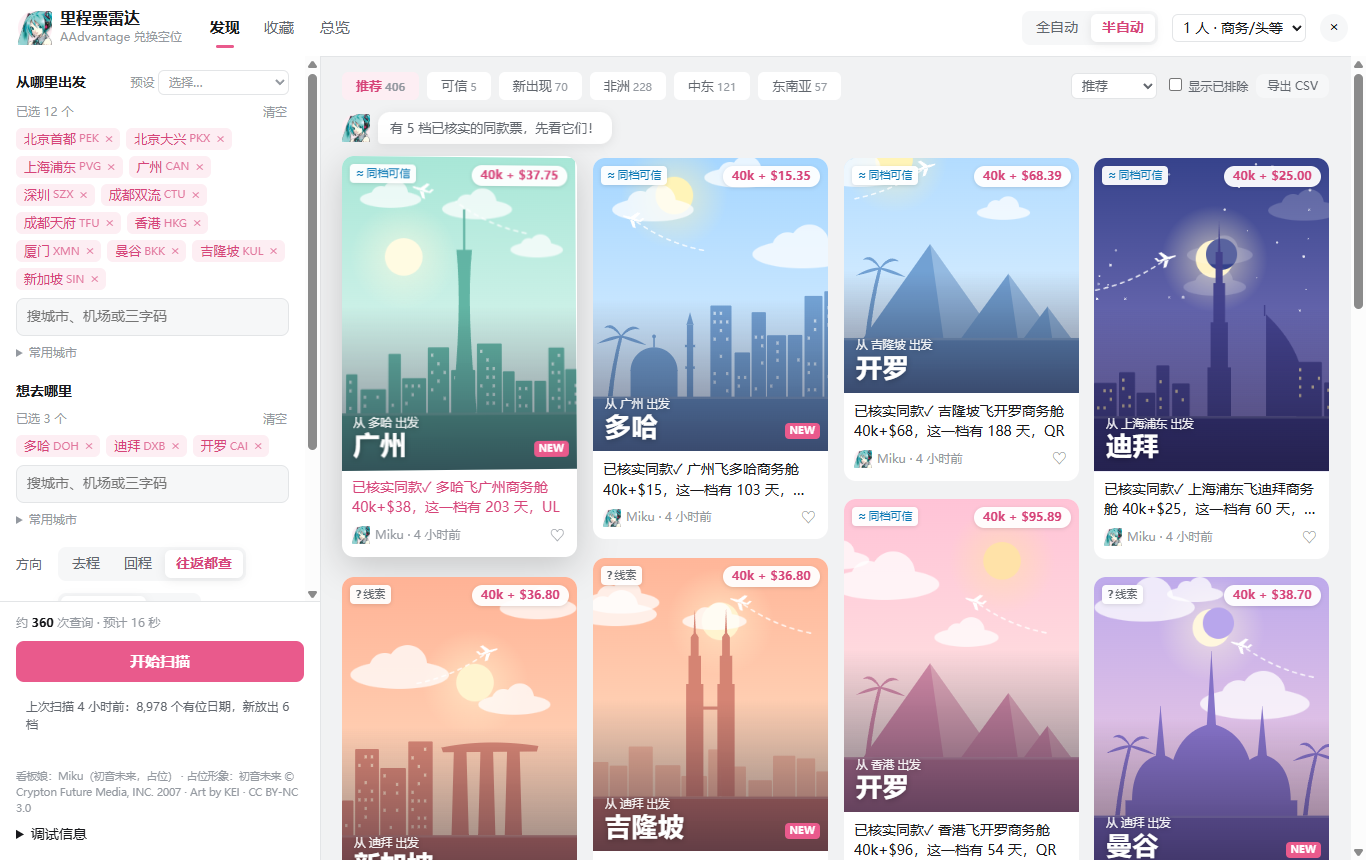 里程票雷达
AAdvantage 兑换空位
发现 收藏 总览
全自动 半自动
1 人 · 商务/头等
×
从哪里出发
预设 选择...
已选 12 个 清空
北京首都 PEK × 北京大兴 PKX ×
上海浦东 PVG × 广州 CAN ×
深圳 SZX × 成都双流 CTU ×
成都天府 TFU × 香港 HKG ×
厦门 XMN × 曼谷 BKK × 吉隆坡 KUL ×
新加坡 SIN ×
搜城市、机场或三字码
▶ 常用城市
想去哪里
已选 3 个 清空
多哈 DOH × 迪拜 DXB × 开罗 CAI ×
搜城市、机场或三字码
▶ 常用城市
方向 去程 回程 往返都查
约 360 次查询 · 预计 16 秒
开始扫描
上次扫描 4 小时前：8,978 个有位日期，新放出 6
档
看板娘：Miku（初音未来，占位） · 占位形象：初音未来 ©
Crypton Future Media, INC. 2007 · Art by KEI · CC BY-NC
3.0
▶ 调试信息
推荐 406 可信 5 新出现 70 非洲 228 中东 121 东南亚 57
推荐 显示已排除 导出 CSV
有 5 档已核实的同款票，先看它们！
≈ 同档可信 40k + $37.75
从 多哈 出发
广州 NEW
已核实同款✓ 多哈飞广州商务舱
40k+$38，这一档有 203 天，UL
Miku · 4 小时前 ♡
≈ 同档可信 40k + $15.35
从 广州 出发
多哈 NEW
已核实同款✓ 广州飞多哈商务舱
40k+$15，这一档有 103 天，...
Miku · 4 小时前 ♡
≈ 同档可信 40k + $68.39
从 吉隆坡 出发
开罗
已核实同款✓ 吉隆坡飞开罗商务舱
40k+$68，这一档有 188 天，QR
Miku · 4 小时前 ♡
≈ 同档可信 40k + $25.00
从 上海浦东 出发
迪拜
已核实同款✓ 上海浦东飞迪拜商务
舱 40k+$25，这一档有 60 天，...
Miku · 4 小时前 ♡
? 线索 40k + $36.80
从 迪拜 出发
新加坡
? 线索 40k + $36.80
从 迪拜 出发
吉隆坡 NEW
≈ 同档可信 40k + $95.89
从 香港 出发
开罗
已核实同款✓ 香港飞开罗商务舱
40k+$96，这一档有 54 天，QR
? 线索 40k + $38.70
从 迪拜 出发
曼谷 NEW